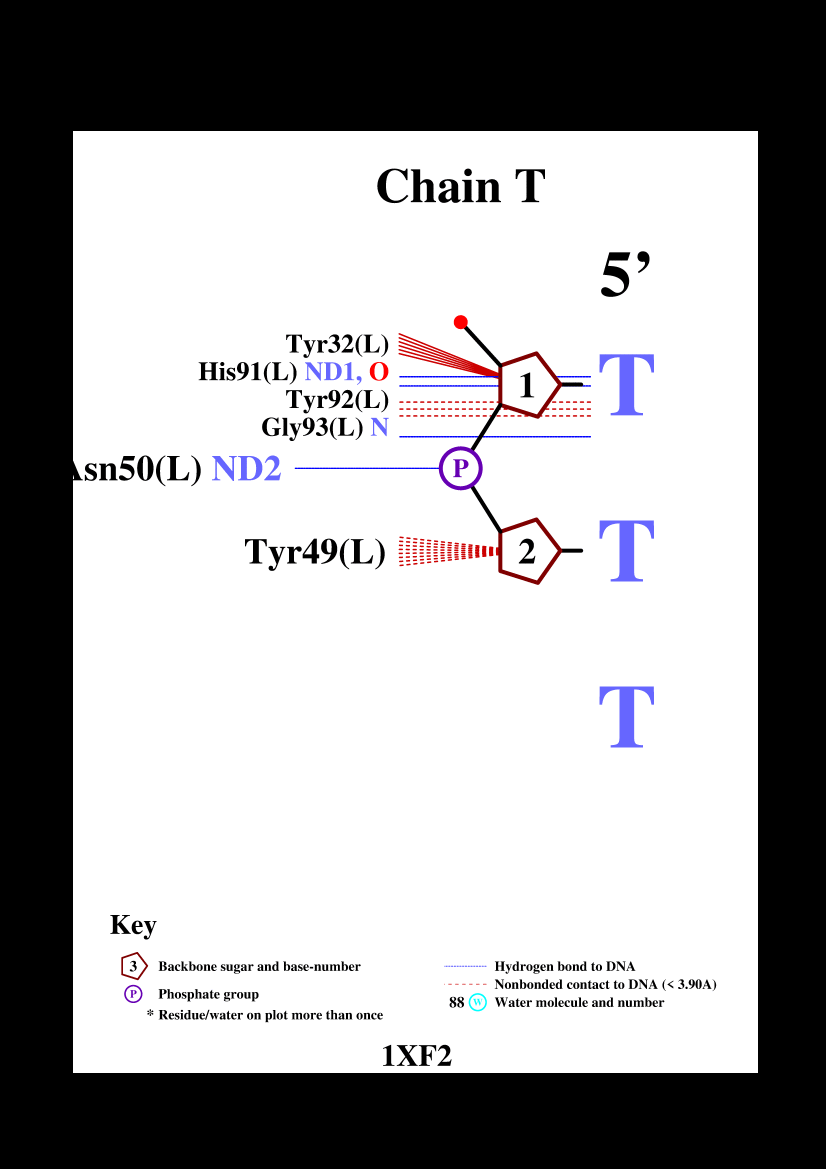 Chain T
5’
Tyr32(L)
His91(L) ND1, O
T
1
Tyr92(L)
Gly93(L) N
Asn50(L) ND2
P
T
Tyr49(L)
2
T
Key
3 Backbone sugar and base-number
P Phosphate group
* Residue/water on plot more than once
Hydrogen bond to DNA
Nonbonded contact to DNA (< 3.90A)
88 W Water molecule and number
1XF2